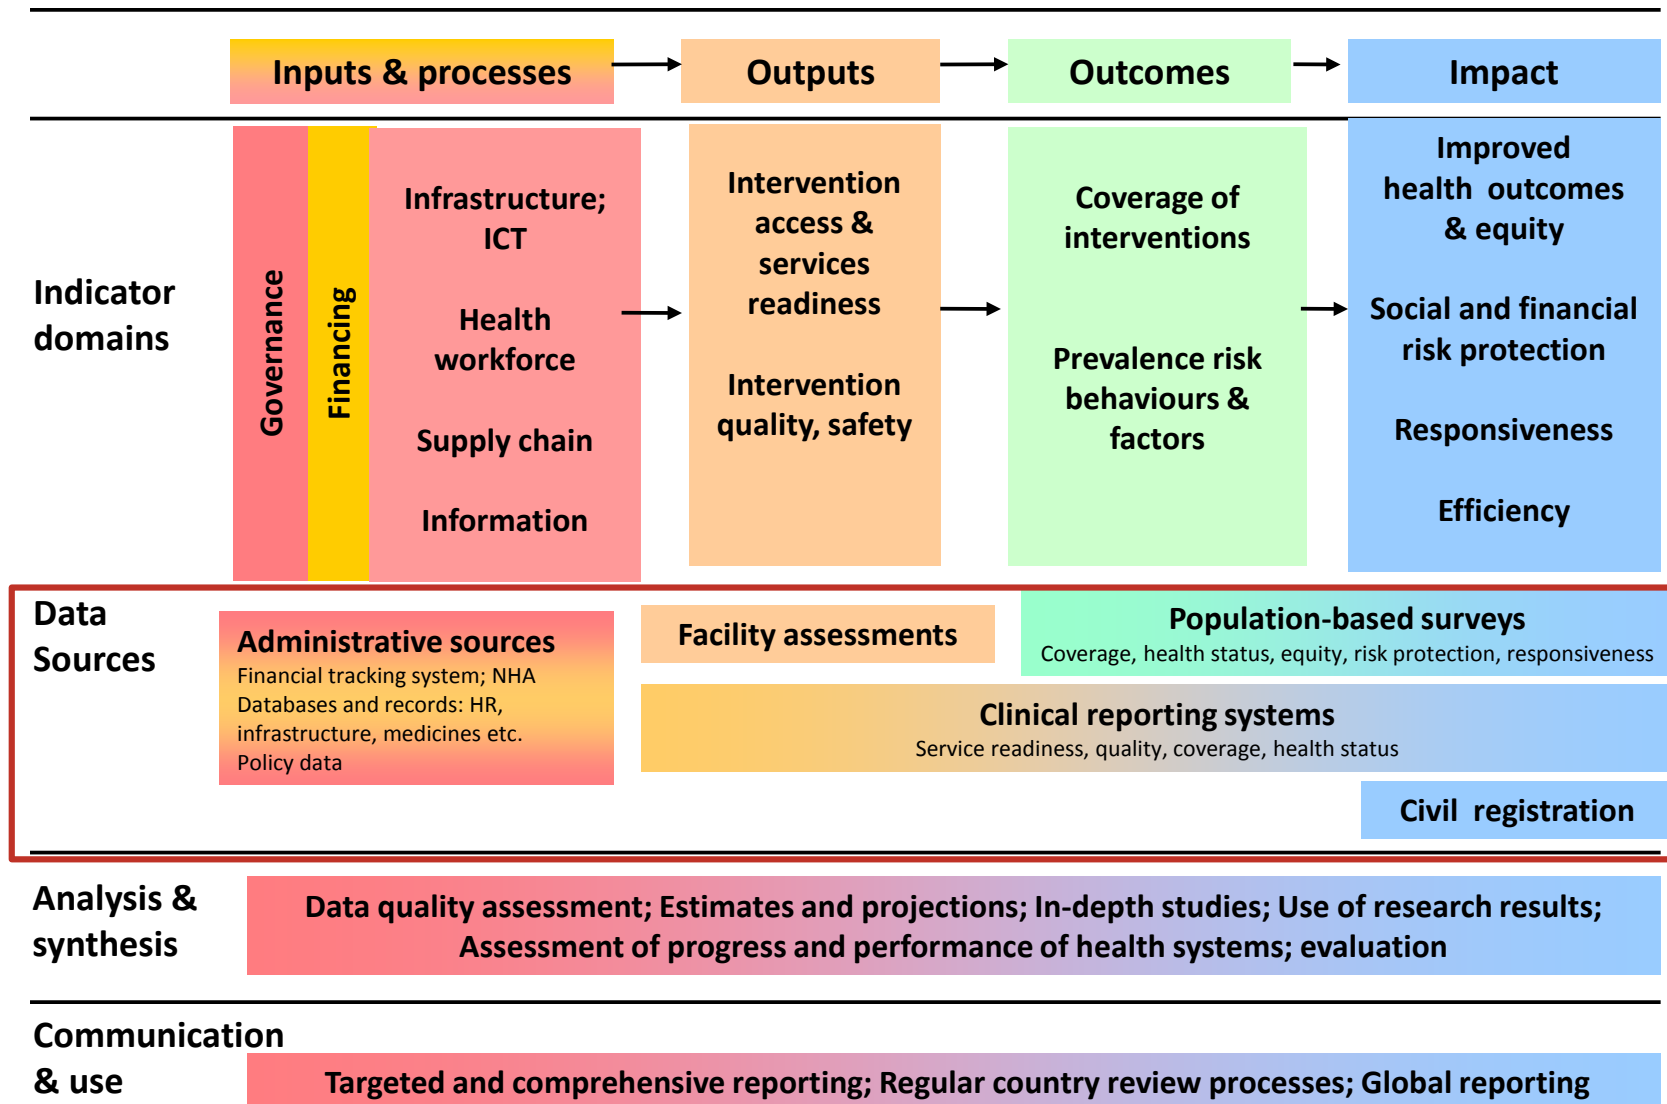 Inputs & processes
Outputs
Outcomes
Impact
Indicator
domains
Governance
Financing
Infrastructure;
ICT
Health
workforce
Supply chain
Information
Intervention
access &
services
readiness
Intervention
quality, safety
Coverage of
interventions
Prevalence risk
behaviours &
factors
Improved
health outcomes
& equity
Social and financial
risk protection
Responsiveness
Efficiency
Data
Sources
Administrative sources
Financial tracking system; NHA
Databases and records: HR,
infrastructure, medicines etc.
Policy data
Facility assessments
Population-based surveys
Coverage, health status, equity, risk protection, responsiveness
Clinical reporting systems
Service readiness, quality, coverage, health status
Civil registration
Analysis &
synthesis
Data quality assessment; Estimates and projections; In-depth studies; Use of research results;
Assessment of progress and performance of health systems; evaluation
Communication
& use
Targeted and comprehensive reporting; Regular country review processes; Global reporting